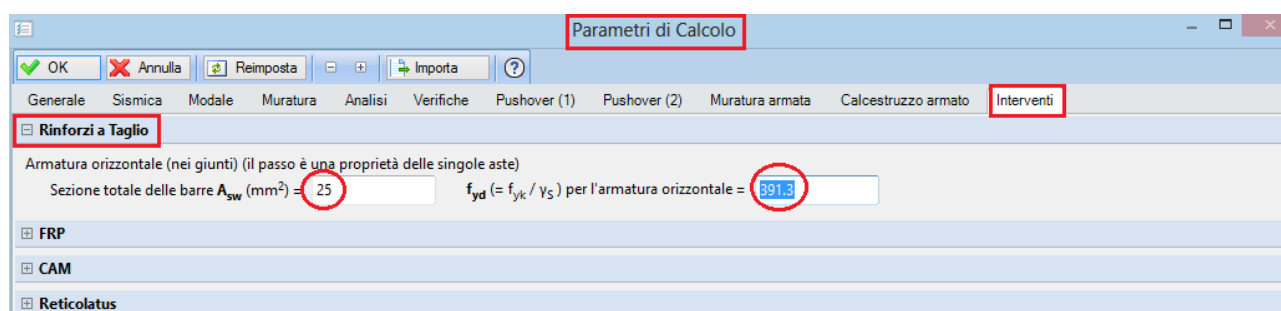 Parametri di Calcolo
OK Annulla Reimposta Importa
Generale Sismica Modale Muratura Analisi Verifiche Pushover (1) Pushover (2) Muratura armata Calcestruzzo armato Interventi
Rinforzi a Taglio
Armatura orizzontale (nei giunti) (il passo è una proprietà delle singole aste)
Sezione totale delle barre Asw (mm²) = 25 fyd (= fyk / γS ) per l'armatura orizzontale = 391.3
FRP
CAM
Reticolatus